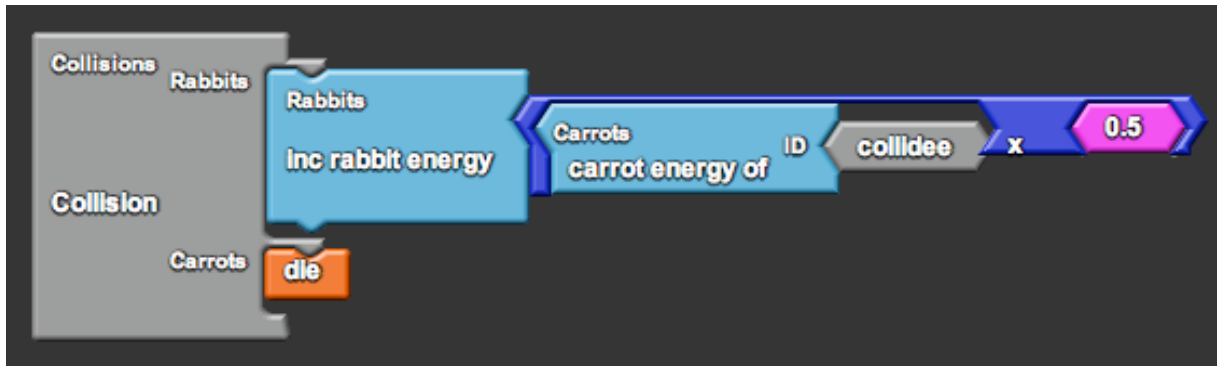 Collisions
Rabbits
Rabbits
inc rabbit energy
Carrots
carrot energy of
ID
collidee
x
0.5
Collision
Carrots
die